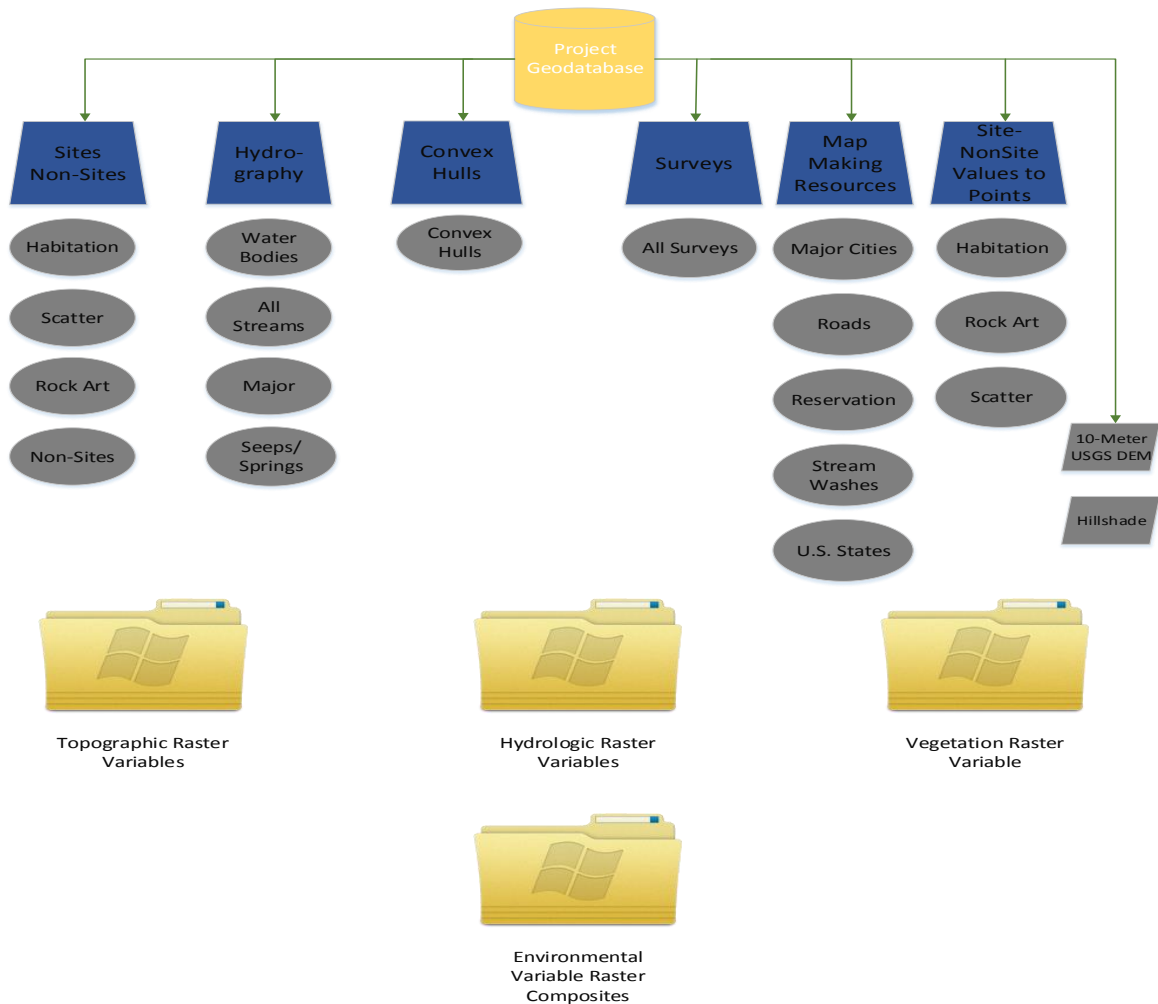 Project
Geodatabase
Sites
Non-Sites
Hydro-
graphy
Convex
Hulls
Surveys
Map
Making
Resources
Site-
NonSite
Values to
Points
Habitation
Scatter
Rock Art
Non-Sites
Water
Bodies
All
Streams
Major
Seeps/
Springs
Convex
Hulls
All Surveys
Major Cities
Roads
Reservation
Stream
Washes
U.S. States
Habitation
Rock Art
Scatter
10-Meter
USGS DEM
Hillshade
Topographic Raster
Variables
Hydrologic Raster
Variables
Vegetation Raster
Variable
Environmental
Variable Raster
Composites